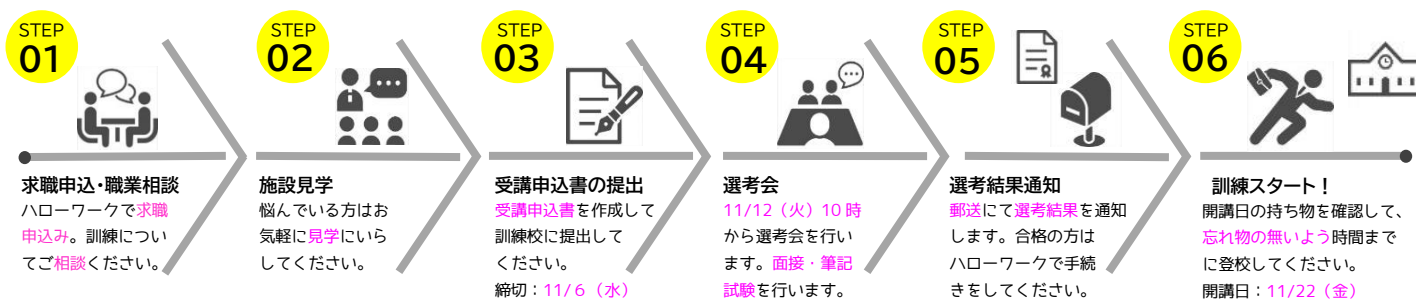 STEP
01
求職申込・職業相談
ハローワークで求職
申込み。訓練につい
てご相談ください。
STEP
02
施設見学
悩んでいる方はお
気軽に見学にいら
してください。
STEP
03
受講申込書の提出
受講申込書を作成して
訓練校に提出して
ください。
締切：11/6（水）
STEP
04
選考会
11/12（火）10時
から選考会を行い
ます。面接・筆記
試験を行います。
STEP
05
選考結果通知
郵送にて選考結果を通知
します。合格の方は
ハローワークで手続
きをしてください。
STEP
06
訓練スタート！
開講日の持ち物を確認して、
忘れ物の無いよう時間まで
に登校してください。
開講日：11/22（金）